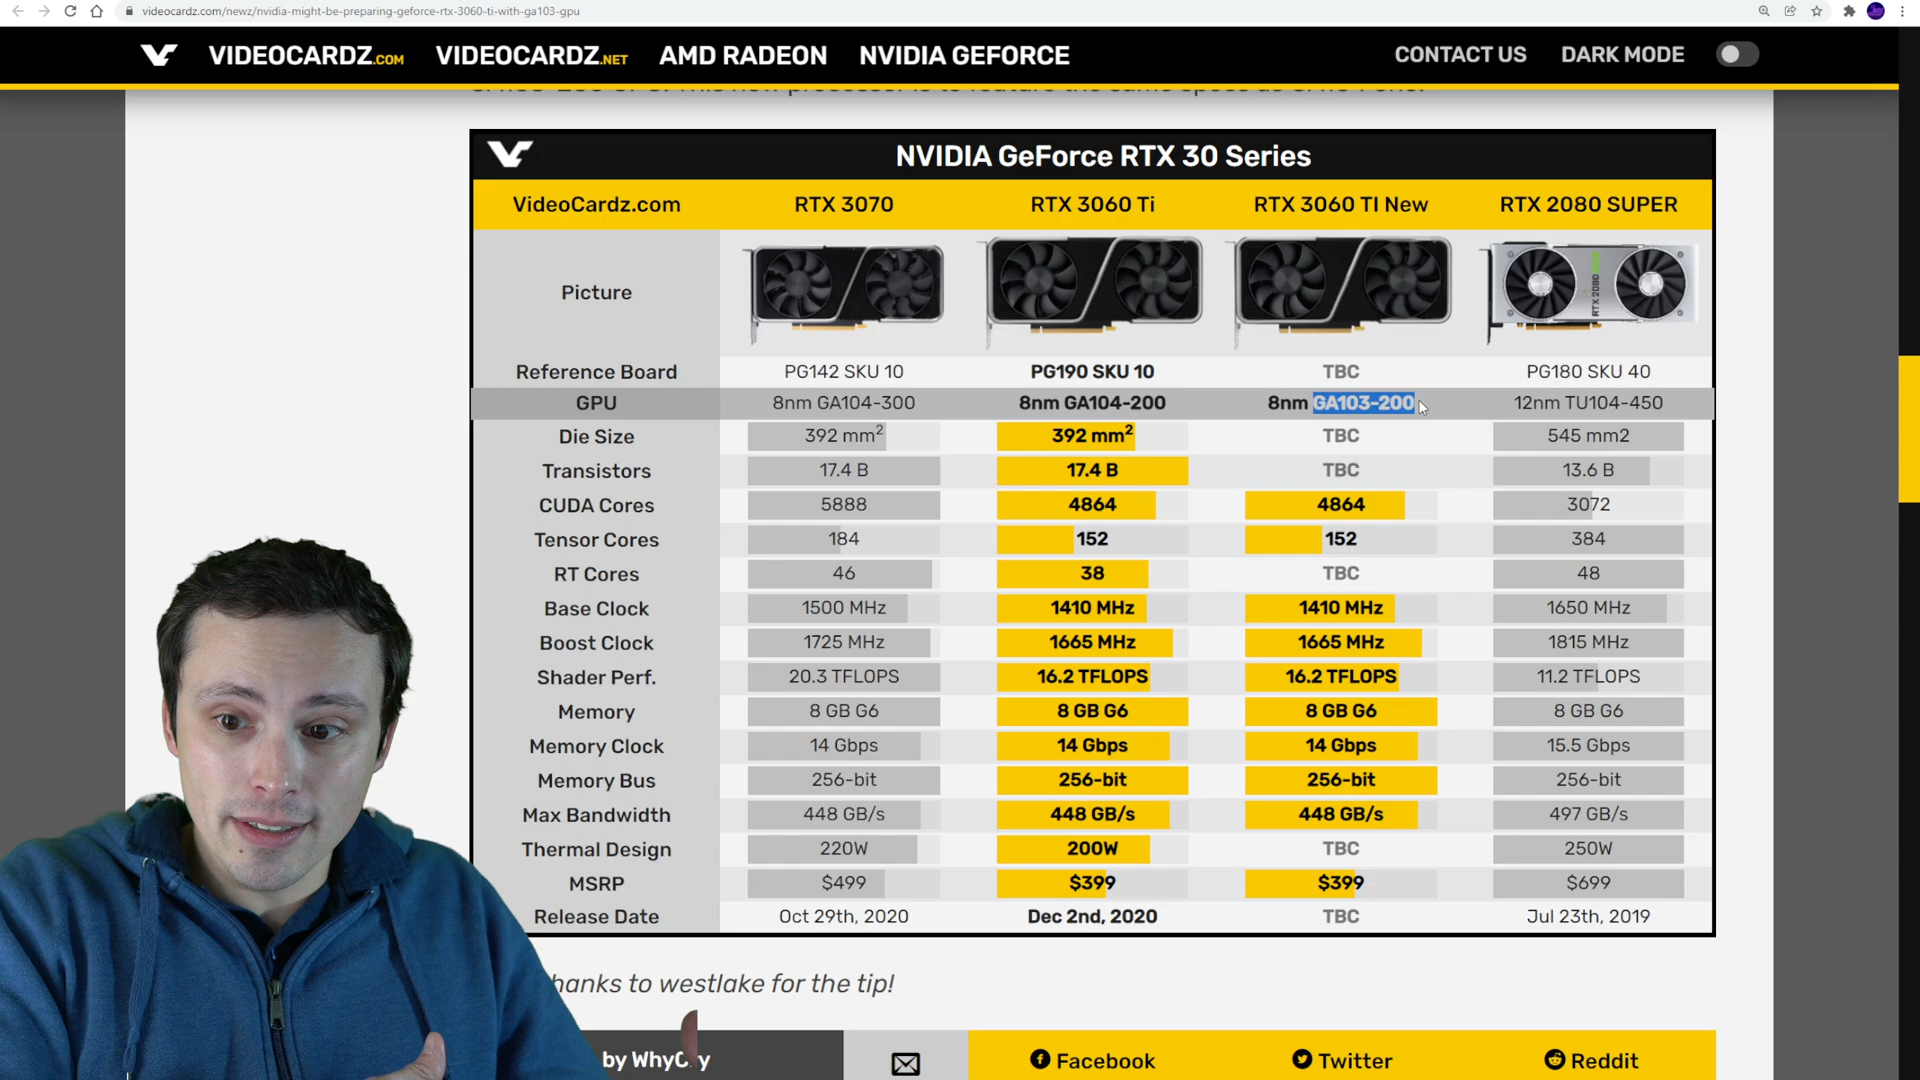 videocardz.com/newz/nvidia-might-be-preparing-geforce-rtx-3060-ti-with-ga103-gpu
VIDEOCARDZ.COM VIDEOCARDZ.NET AMD RADEON NVIDIA GEFORCE CONTACT US DARK MODE
NVIDIA GeForce RTX 30 Series
VideoCardz.com RTX 3070 RTX 3060 Ti RTX 3060 TI New RTX 2080 SUPER
Picture
Reference Board PG142 SKU 10 PG190 SKU 10 TBC PG180 SKU 40
GPU 8nm GA104-300 8nm GA104-200 8nm GA103-200 12nm TU104-450
Die Size 392 mm² 392 mm² TBC 545 mm2
Transistors 17.4 B 17.4 B TBC 13.6 B
CUDA Cores 5888 4864 4864 3072
Tensor Cores 184 152 152 384
RT Cores 46 38 TBC 48
Base Clock 1500 MHz 1410 MHz 1410 MHz 1650 MHz
Boost Clock 1725 MHz 1665 MHz 1665 MHz 1815 MHz
Shader Perf. 20.3 TFLOPS 16.2 TFLOPS 16.2 TFLOPS 11.2 TFLOPS
Memory 8 GB G6 8 GB G6 8 GB G6 8 GB G6
Memory Clock 14 Gbps 14 Gbps 14 Gbps 15.5 Gbps
Memory Bus 256-bit 256-bit 256-bit 256-bit
Max Bandwidth 448 GB/s 448 GB/s 448 GB/s 497 GB/s
Thermal Design 220W 200W TBC 250W
MSRP $499 $399 $399 $699
Release Date Oct 29th, 2020 Dec 2nd, 2020 TBC Jul 23th, 2019
hanks to westlake for the tip!
by WhyCry Facebook Twitter Reddit